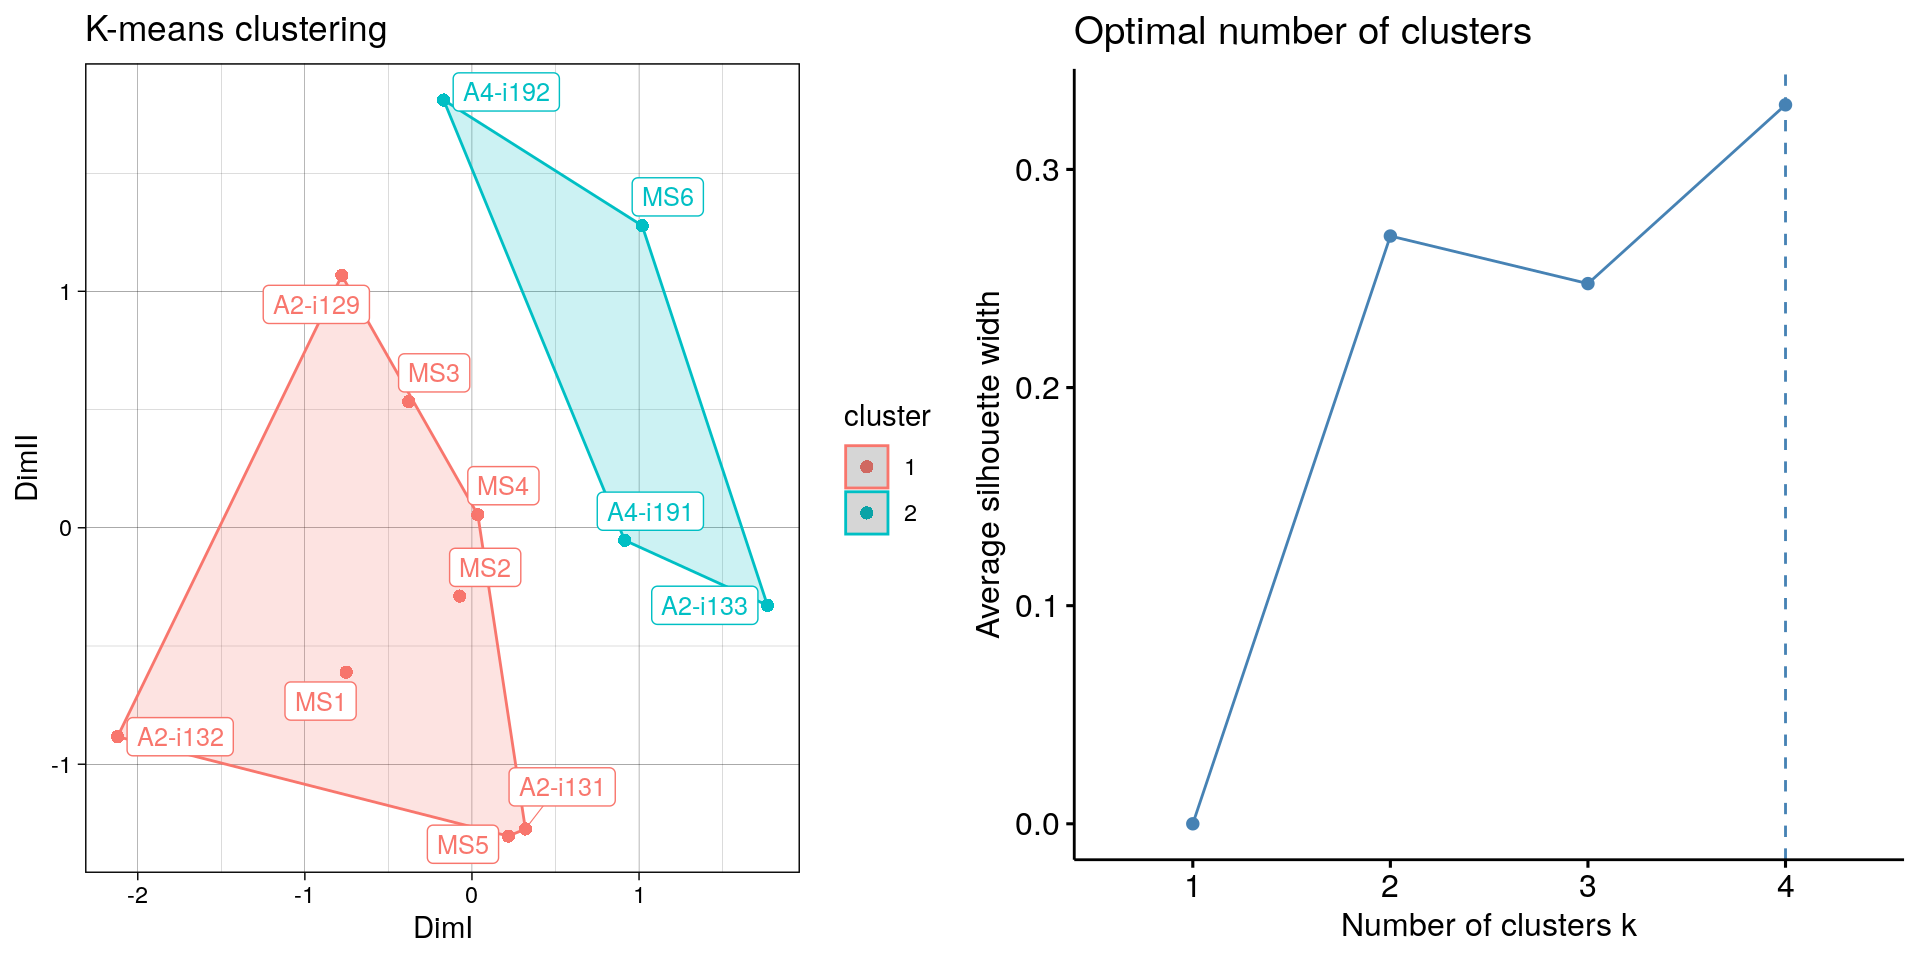 K-means clustering
A4-i192
MS6
A2-i129
MS3
MS4
A4-i191
MS2
A2-i133
MS1
A2-i132
A2-i131
MS5
1
0
-1
-2
-1
0
1
DimI
DimII
cluster
1
2
Optimal number of clusters
0.3
0.2
0.1
0.0
Average silhouette width
1
2
3
4
Number of clusters k